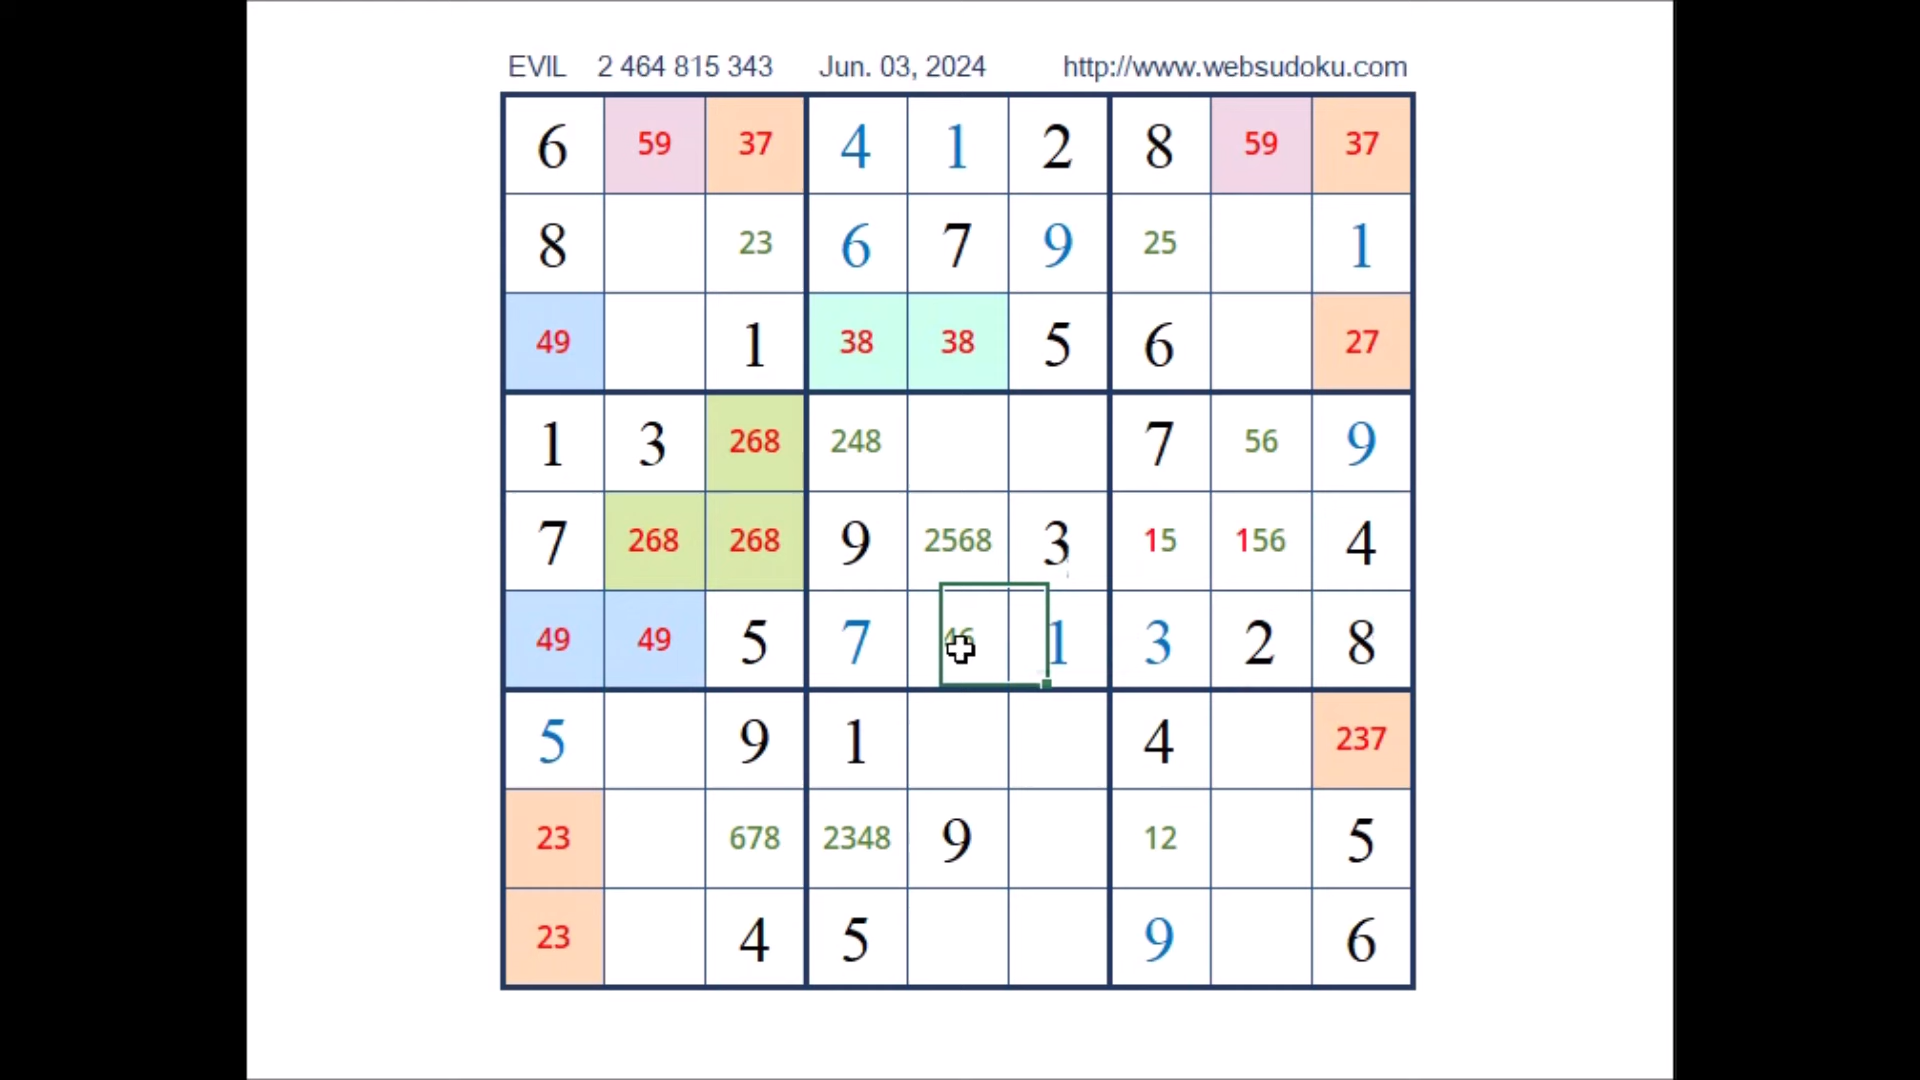 EVIL 2 464 815 343 Jun. 03, 2024 http://www.websudoku.com
6 59 37 4 1 2 8 59 37
8 23 6 7 9 25 1
49 1 38 38 5 6 27
1 3 268 248 7 56 9
7 268 268 9 2568 3 15 156 4
49 49 5 7 46 1 3 2 8
5 9 1 4 237
23 678 2348 9 12 5
23 4 5 9 6